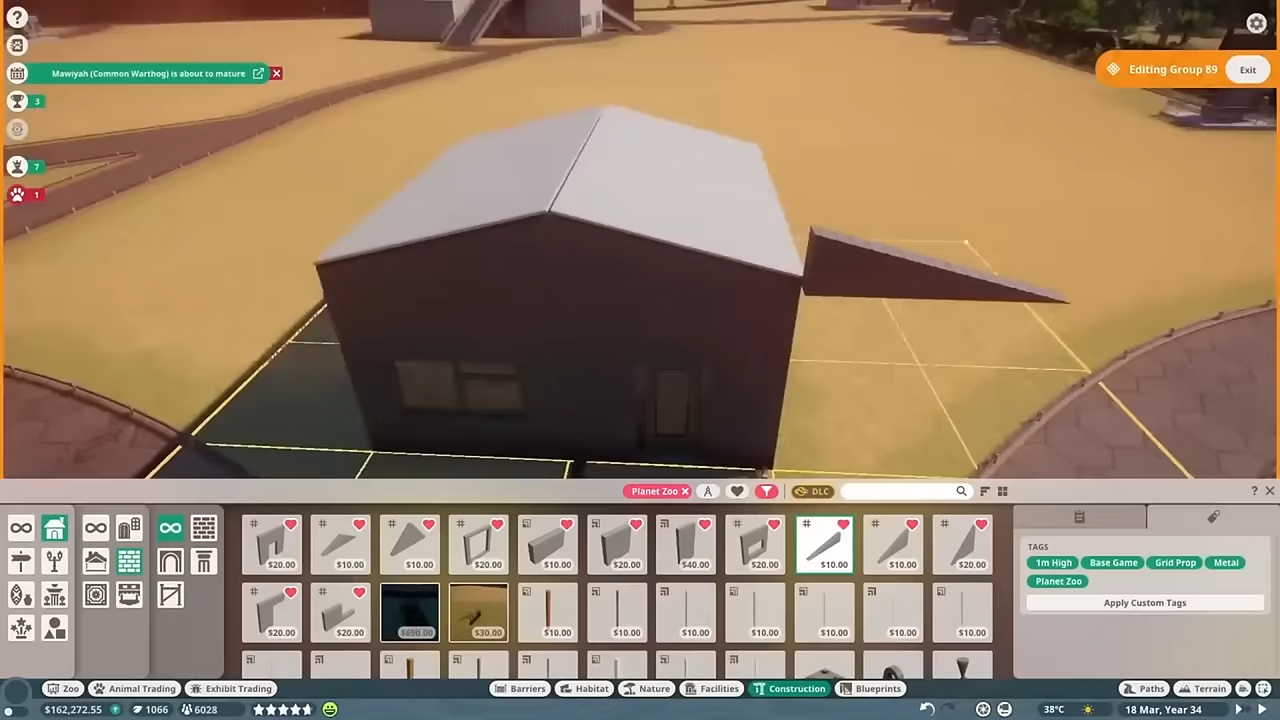 ?
Mawiyah (Common Warthog) is about to mature
3
7
1
Editing Group 89
Exit
Planet Zoo
DLC
?
$20.00
$10.00
$10.00
$20.00
$10.00
$20.00
$40.00
$20.00
$10.00
$10.00
$20.00
TAGS
1m High
Base Game
Grid Prop
Metal
Planet Zoo
Apply Custom Tags
$20.00
$20.00
$690.00
$30.00
$10.00
$10.00
$10.00
$10.00
$10.00
$10.00
$10.00
Zoo
Animal Trading
Exhibit Trading
Barriers
Habitat
Nature
Facilities
Construction
Blueprints
Paths
Terrain
$162,272.55
1066
6028
38°C
18 Mar, Year 34